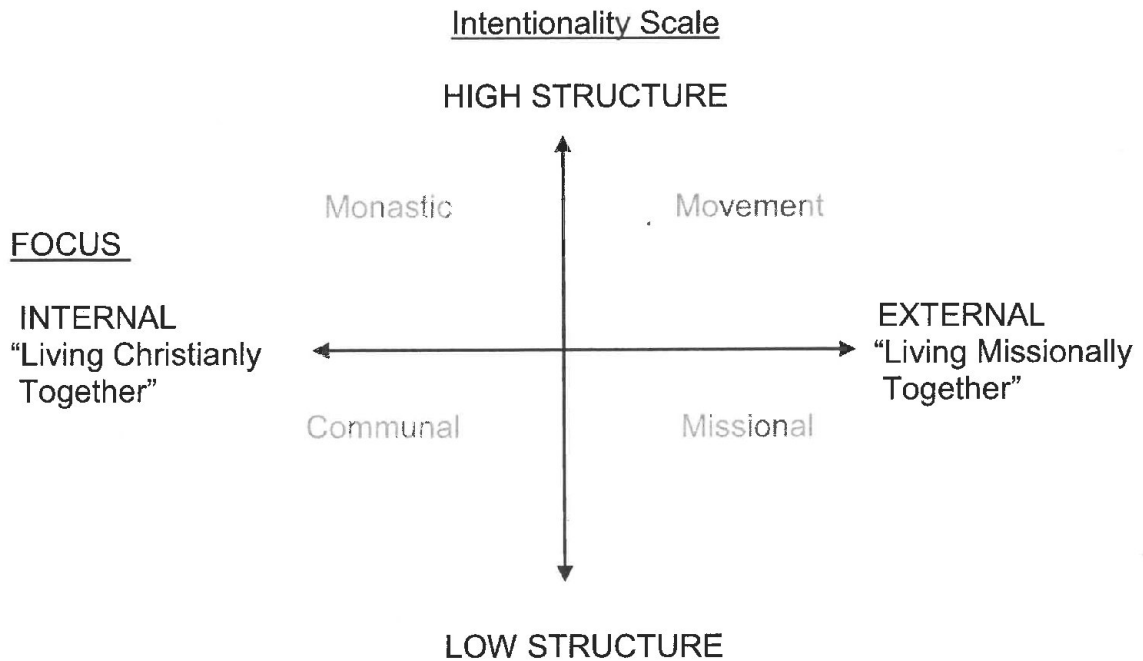 Intentionality Scale
HIGH STRUCTURE
Monastic
Movement
FOCUS
INTERNAL
“Living Christianly
Together”
EXTERNAL
“Living Missionally
Together”
Communal
Missional
LOW STRUCTURE